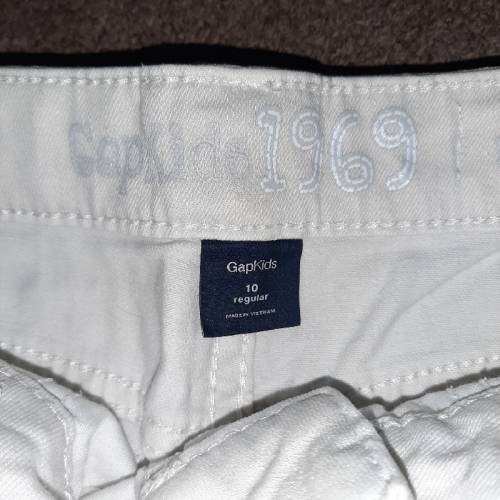 GapKids 1969
GapKids
10
regular
MADE IN VIETNAM